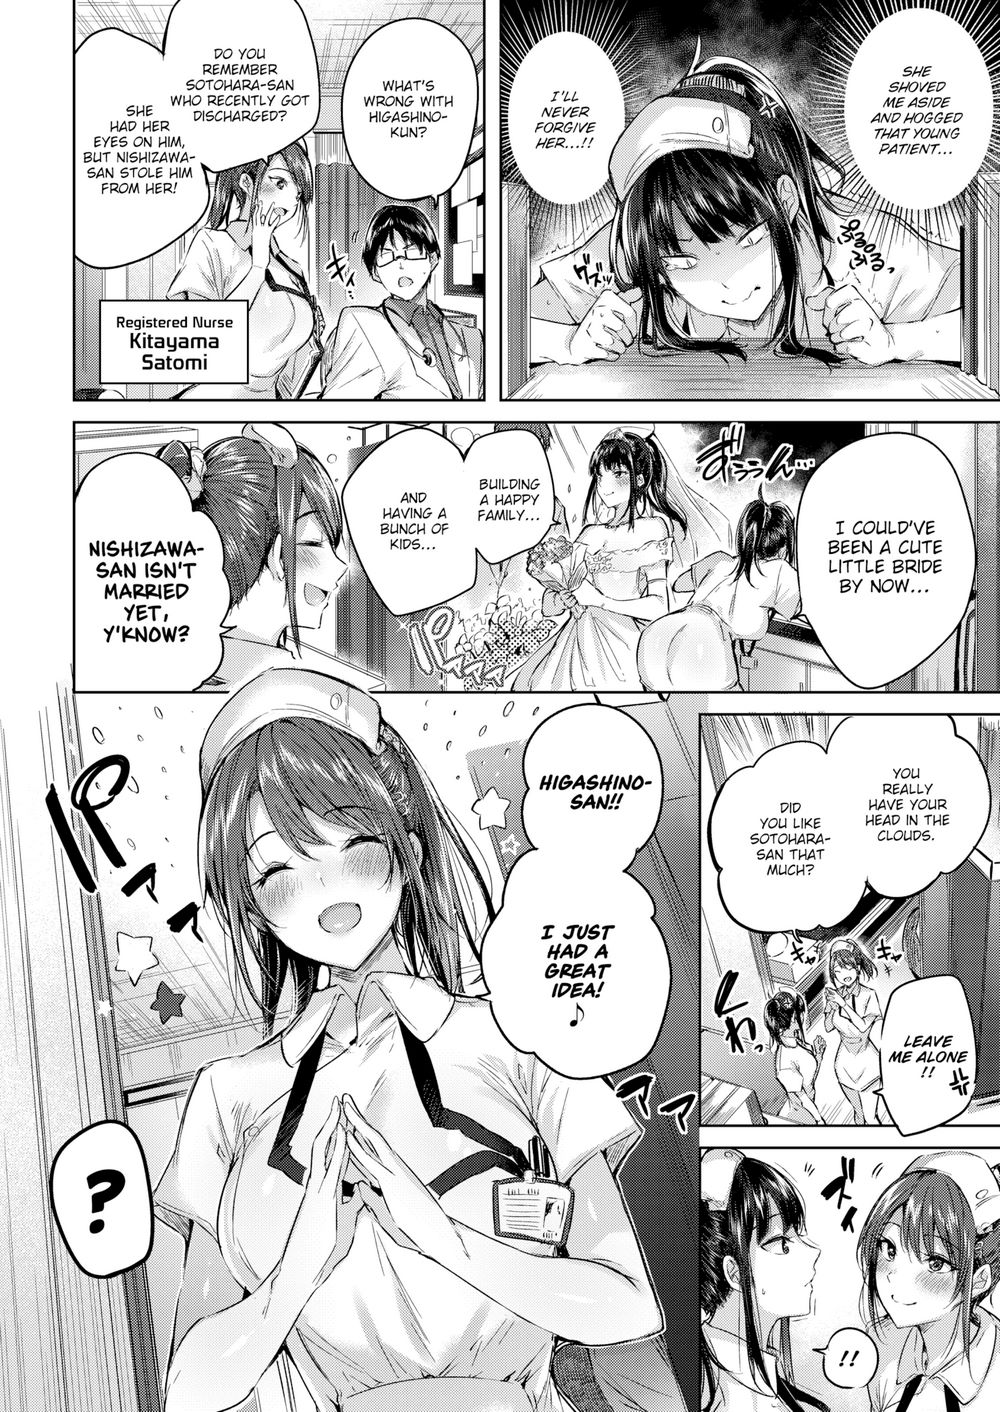 SHE
SHOVED
ME ASIDE
AND HOGGED
THAT YOUNG
PATIENT...
I'LL
NEVER
FORGIVE
HER...!!
WHAT'S
WRONG WITH
HIGASHINO-
KUN?
DO YOU
REMEMBER
SOTOHARA-SAN
WHO RECENTLY GOT
DISCHARGED?
SHE
HAD HER
EYES ON HIM,
BUT NISHIZAWA-
SAN STOLE HIM
FROM HER!
Registered Nurse
Kitayama
Satomi
I COULD'VE
BEEN A CUTE
LITTLE BRIDE
BY NOW...
BUILDING
A HAPPY
FAMILY...
AND
HAVING A
BUNCH OF
KIDS...
NISHIZAWA-
SAN ISN'T
MARRIED
YET,
Y'KNOW?
YOU
REALLY
HAVE YOUR
HEAD IN THE
CLOUDS.
DID
YOU LIKE
SOTOHARA-
SAN THAT
MUCH?
LEAVE
ME ALONE
!!
!!
HIGASHINO-
SAN!!
I JUST
HAD A
GREAT
IDEA!
♪
?